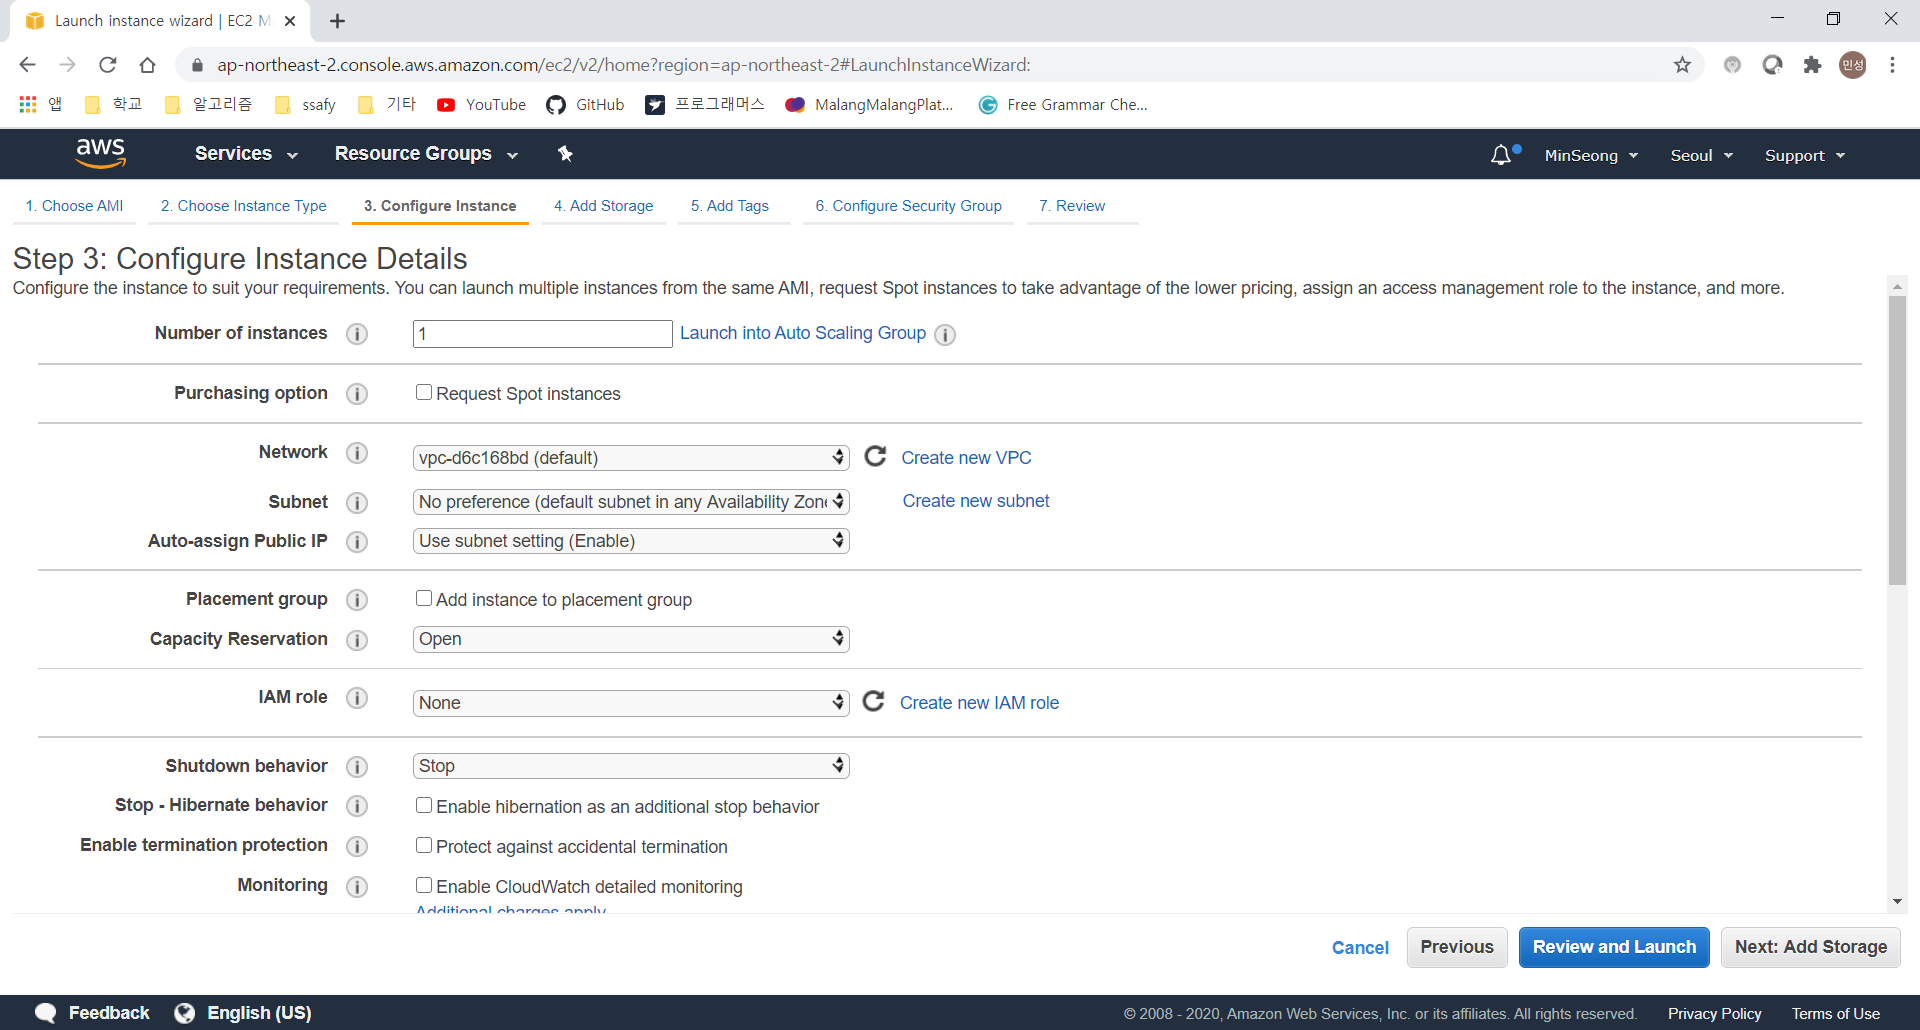 Launch instance wizard | EC2 M
ap-northeast-2.console.aws.amazon.com/ec2/v2/home?region=ap-northeast-2#LaunchInstanceWizard:
민성
앱 학교 알고리즘 ssafy 기타 YouTube GitHub 프로그래머스 MalangMalangPlat... Free Grammar Che...
aws Services Resource Groups MinSeong Seoul Support
1. Choose AMI 2. Choose Instance Type 3. Configure Instance 4. Add Storage 5. Add Tags 6. Configure Security Group 7. Review
Step 3: Configure Instance Details
Configure the instance to suit your requirements. You can launch multiple instances from the same AMI, request Spot instances to take advantage of the lower pricing, assign an access management role to the instance, and more.
Number of instances i 1 Launch into Auto Scaling Group i
Purchasing option i Request Spot instances
Network i vpc-d6c168bd (default) Create new VPC
Subnet i No preference (default subnet in any Availability Zone Create new subnet
Auto-assign Public IP i Use subnet setting (Enable)
Placement group i Add instance to placement group
Capacity Reservation i Open
IAM role i None Create new IAM role
Shutdown behavior i Stop
Stop - Hibernate behavior i Enable hibernation as an additional stop behavior
Enable termination protection i Protect against accidental termination
Monitoring i Enable CloudWatch detailed monitoring
Additional charges apply
Cancel Previous Review and Launch Next: Add Storage
Feedback English (US) © 2008 - 2020, Amazon Web Services, Inc. or its affiliates. All rights reserved. Privacy Policy Terms of Use